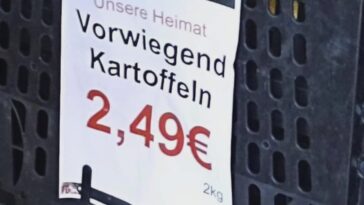 Unsere Heimat
Vorwiegend
Kartoffeln
2,49€
2kg